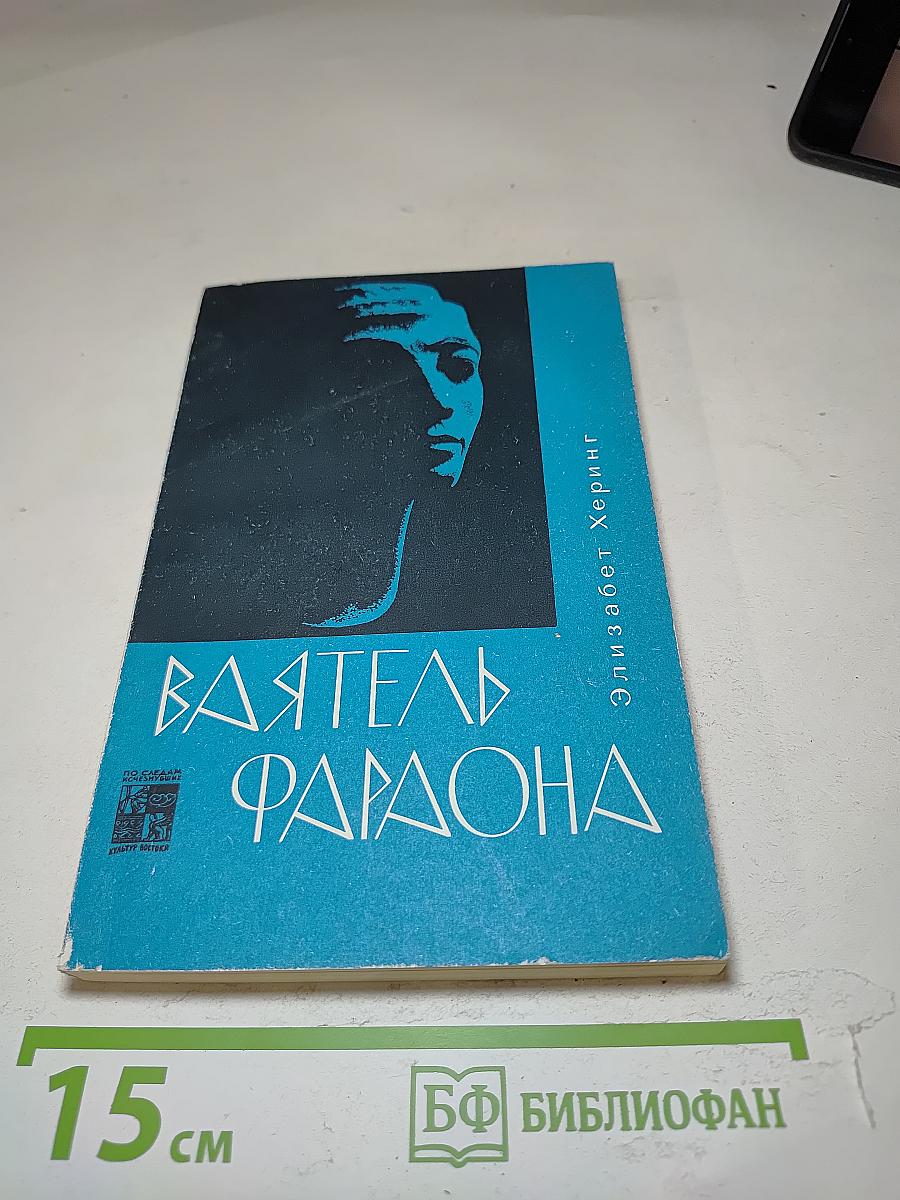 Элизабет Херинг
ВАЯТЕЛЬ
ФАРАОНА
ПО СЛЕДАМ
ИСЧЕЗНУВШИХ
КУЛЬТУР ВОСТОКА
15 см
БФ БИБЛИОФАН